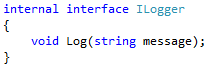 internal interface ILogger
{
    void Log(string message);
}